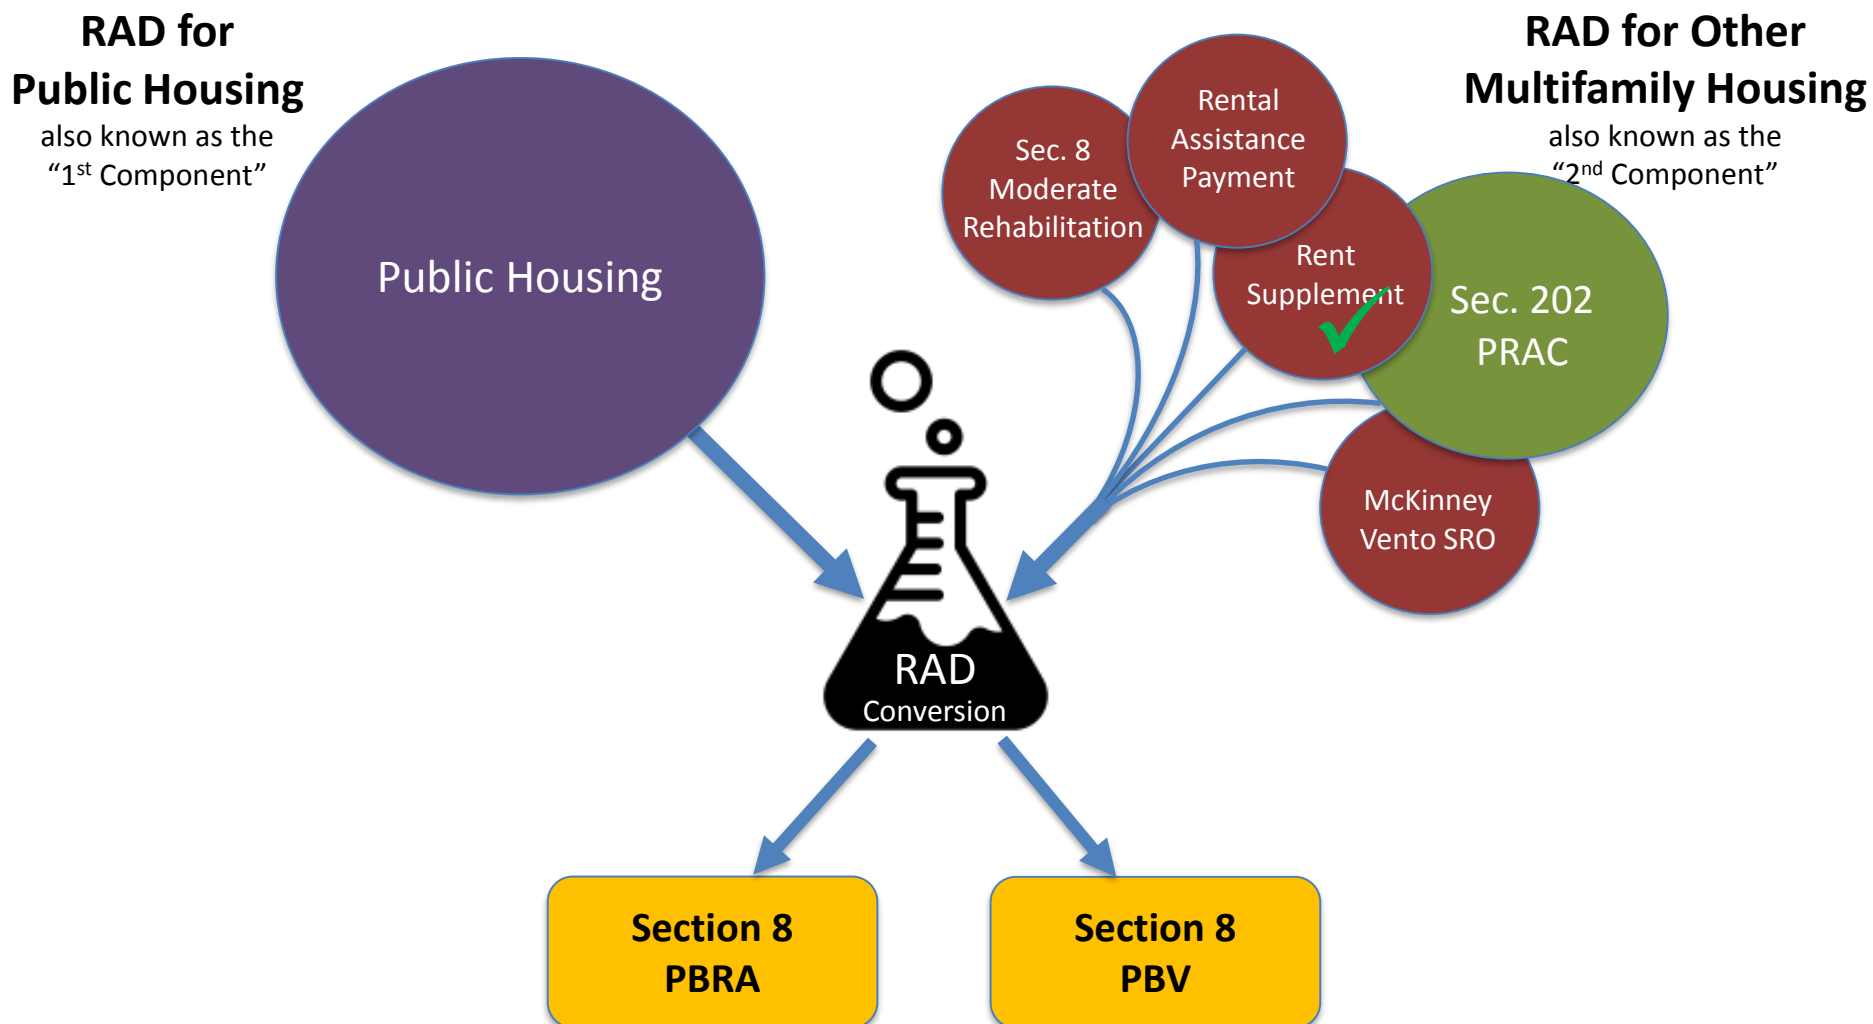 RAD for
Public Housing
also known as the
“1st Component”
Public Housing
RAD for Other
Multifamily Housing
also known as the
“2nd Component”
Sec. 8
Moderate
Rehabilitation
Rental
Assistance
Payment
Rent
Supplement
Sec. 202
PRAC
McKinney
Vento SRO
RAD
Conversion
Section 8
PBRA
Section 8
PBV